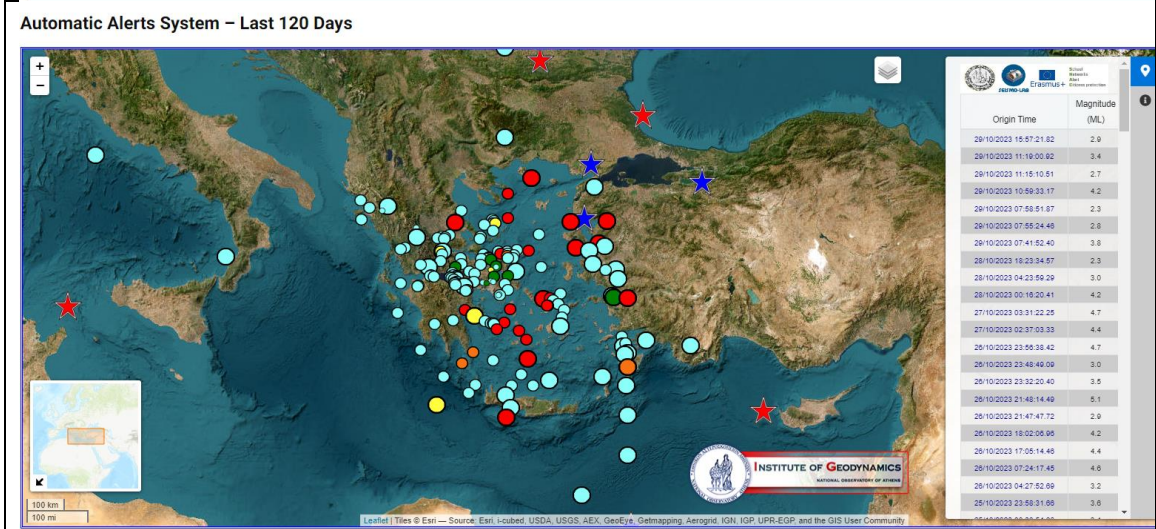 Automatic Alerts System – Last 120 Days
+
−
SEISMO-LAB
Erasmus+
School
Network
Alert
Citizens protection
Origin Time
Magnitude
(ML)
29/10/2023 15:57:21.82 2.9
29/10/2023 11:19:00.92 3.4
29/10/2023 11:15:10.51 2.7
29/10/2023 10:59:33.17 4.2
29/10/2023 07:58:51.87 2.3
29/10/2023 07:55:24.46 2.8
29/10/2023 07:41:52.40 3.8
28/10/2023 18:23:34.57 2.3
28/10/2023 04:23:59.29 3.0
28/10/2023 00:16:20.41 4.2
27/10/2023 03:31:22.25 4.7
27/10/2023 02:37:03.33 4.4
26/10/2023 23:56:38.42 4.7
26/10/2023 23:48:49.09 3.0
26/10/2023 23:32:20.40 3.5
26/10/2023 21:48:14.49 5.1
26/10/2023 21:47:47.72 2.9
26/10/2023 18:02:06.96 4.2
26/10/2023 17:05:14.46 4.4
26/10/2023 07:24:17.45 4.6
26/10/2023 04:27:52.69 3.2
25/10/2023 23:58:31.66 3.6
INSTITUTE OF GEODYNAMICS
NATIONAL OBSERVATORY OF ATHENS
100 km
100 mi
Leaflet | Tiles © Esri — Source: Esri, i-cubed, USDA, USGS, AEX, GeoEye, Getmapping, Aerogrid, IGN, IGP, UPR-EGP, and the GIS User Community